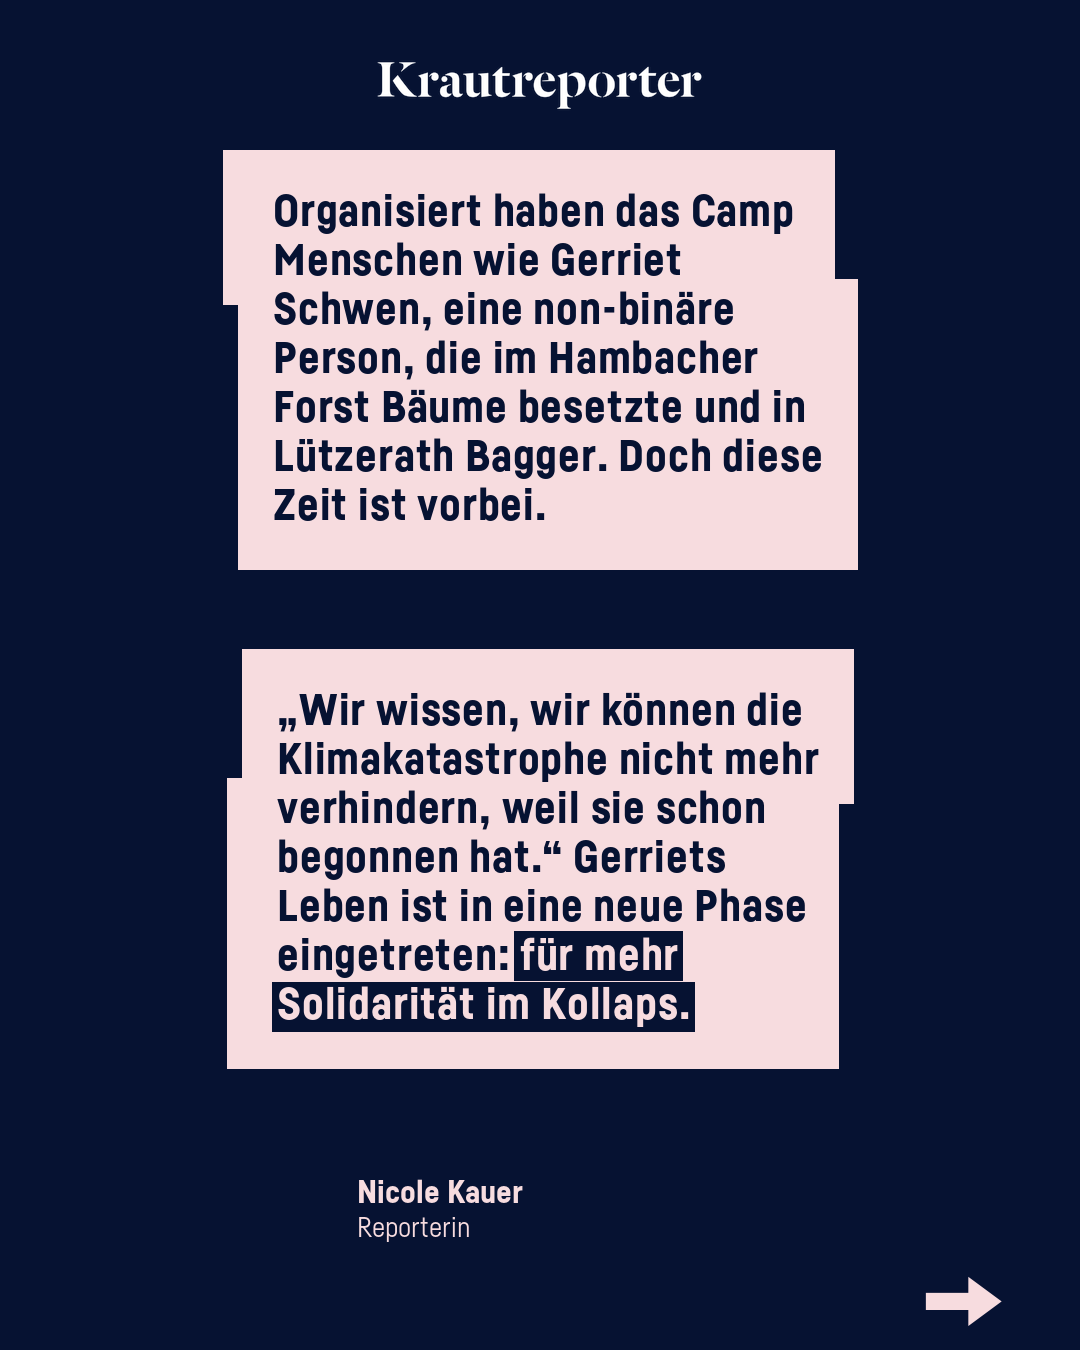 Krautreporter
Organisiert haben das Camp
Menschen wie Gerriet
Schwen, eine non-binäre
Person, die im Hambacher
Forst Bäume besetzte und in
Lützerath Bagger. Doch diese
Zeit ist vorbei.
„Wir wissen, wir können die
Klimakatastrophe nicht mehr
verhindern, weil sie schon
begonnen hat.“ Gerriets
Leben ist in eine neue Phase
eingetreten: für mehr
Solidarität im Kollaps.
Nicole Kauer
Reporterin